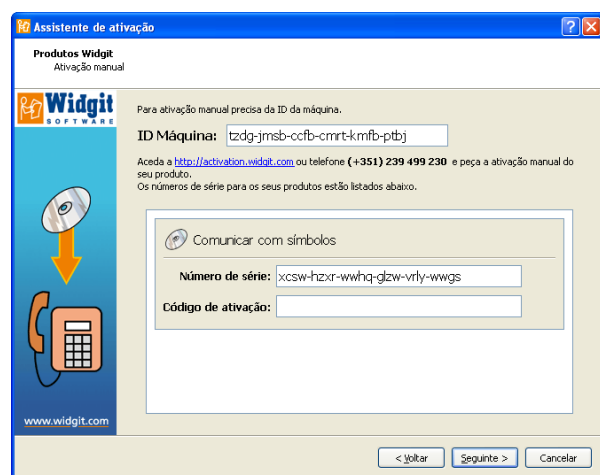 Assistente de ativação
Produtos Widgit
Ativação manual
Widgit
SOFTWARE
Para ativação manual precisa da ID da máquina.
ID Máquina: tzdg-jmsb-ccfb-cmrt-kmfb-ptbj
Aceda a http://activation.widgit.com ou telefone (+351) 239 499 230 e peça a ativação manual do
seu produto.
Os números de série para os seus produtos estão listados abaixo.
Comunicar com símbolos
Número de série: xcsw-hzxr-wwhq-glzw-vrly-wwgs
Código de ativação:
www.widgit.com
< Voltar
Seguinte >
Cancelar